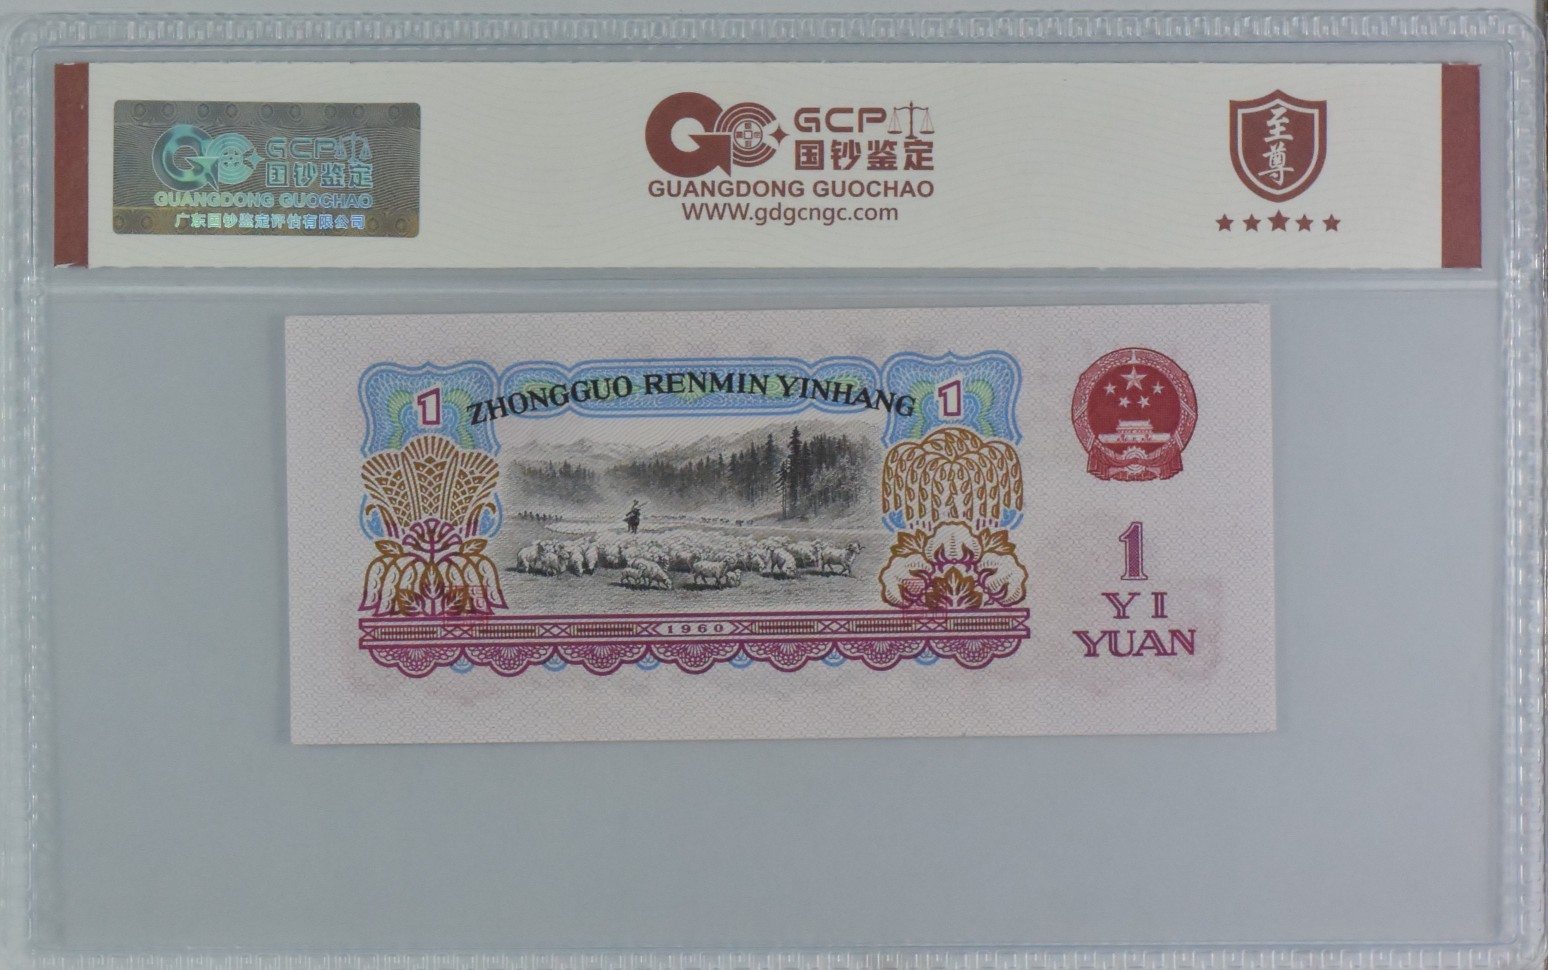 GCP
国钞鉴定
GUANGDONG GUOCHAO
广东国钞鉴定评估有限公司
GCP
国钞鉴定
GUANGDONG GUOCHAO
WWW.gdgcngc.com
至尊
1 ZHONGGUO RENMIN YINHANG 1
1960
1
YI
YUAN